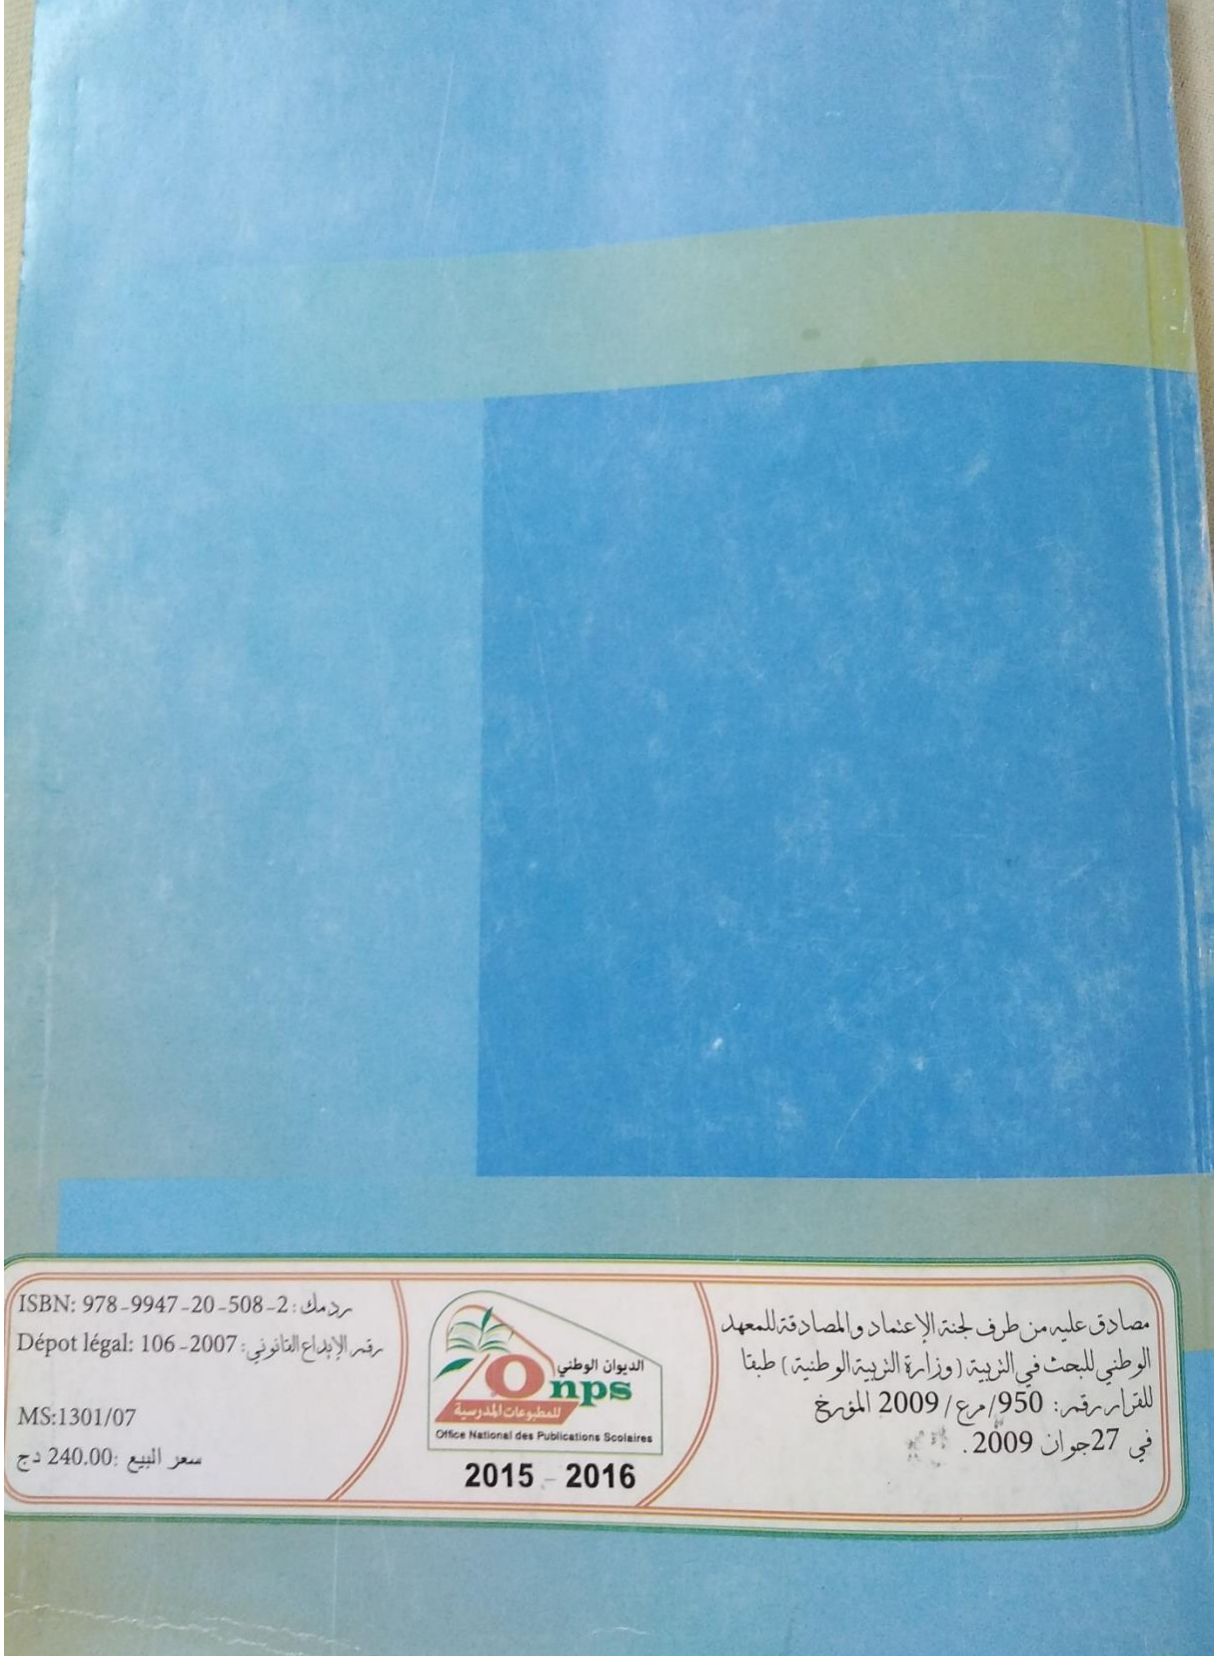 مصادق عليه من طرف لجنة الإعتماد والمصادقة للمعهد
الوطني للبحث في التربية (وزارة التربية الوطنية) طبقا
للقرار رقم: 950/م.ع/2009 المؤرخ
في 27جوان 2009.
الديوان الوطني
Onps
للمطبوعات المدرسية
Office National des Publications Scolaires
2015 - 2016
ISBN: 978-9947-20-508-2 :ردمك
Dépot légal: 106-2007 :رقم الإيداع القانوني
MS:1301/07
سعر البيع :240.00 دج